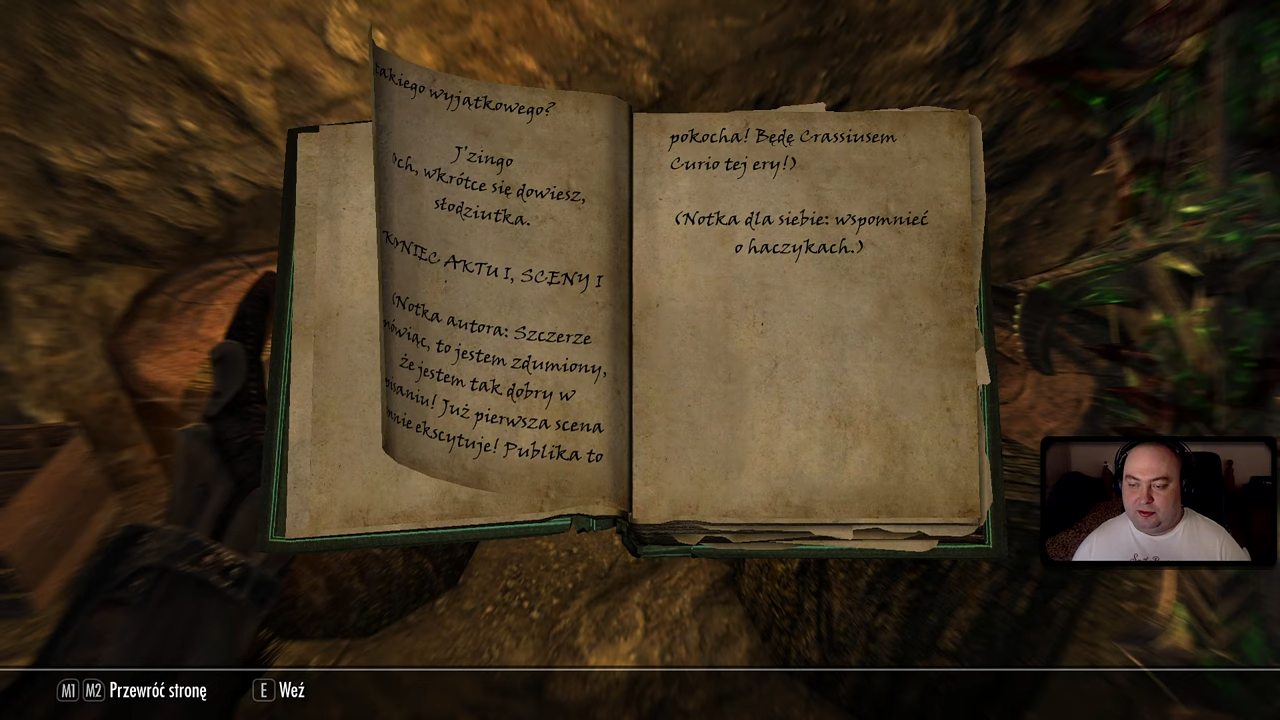 takiego wyjątkowego?
J'zingo
Och, wkrótce się dowiesz,
słodziutka.
KONIEC AKTU I, SCENY I
(Notka autora: Szczerze
mówiąc, to jestem zdumiony,
że jestem tak dobry w
pisaniu! Już pierwsza scena
mnie ekscytuje! Publika to
pokocha! Będę Crassiusem
Curio tej ery!)
(Notka dla siebie: wspomnieć
o haczykach.)
M1 M2 Przewróć stronę
E Weź